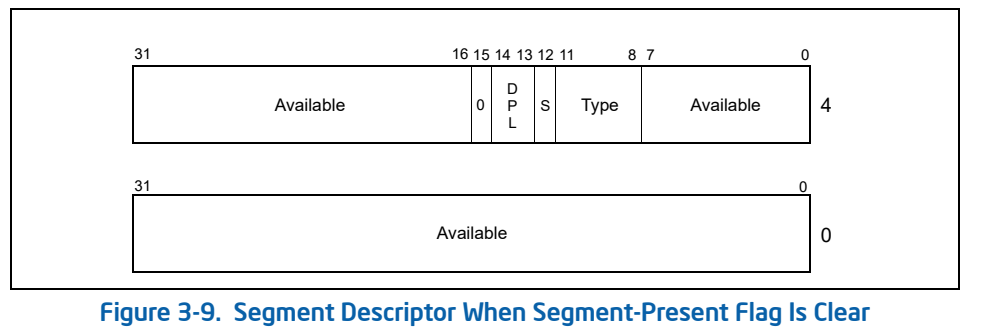 31 16 15 14 13 12 11 8 7 0
Available 0 D P L S Type Available 4
31 0
Available 0
Figure 3-9. Segment Descriptor When Segment-Present Flag Is Clear